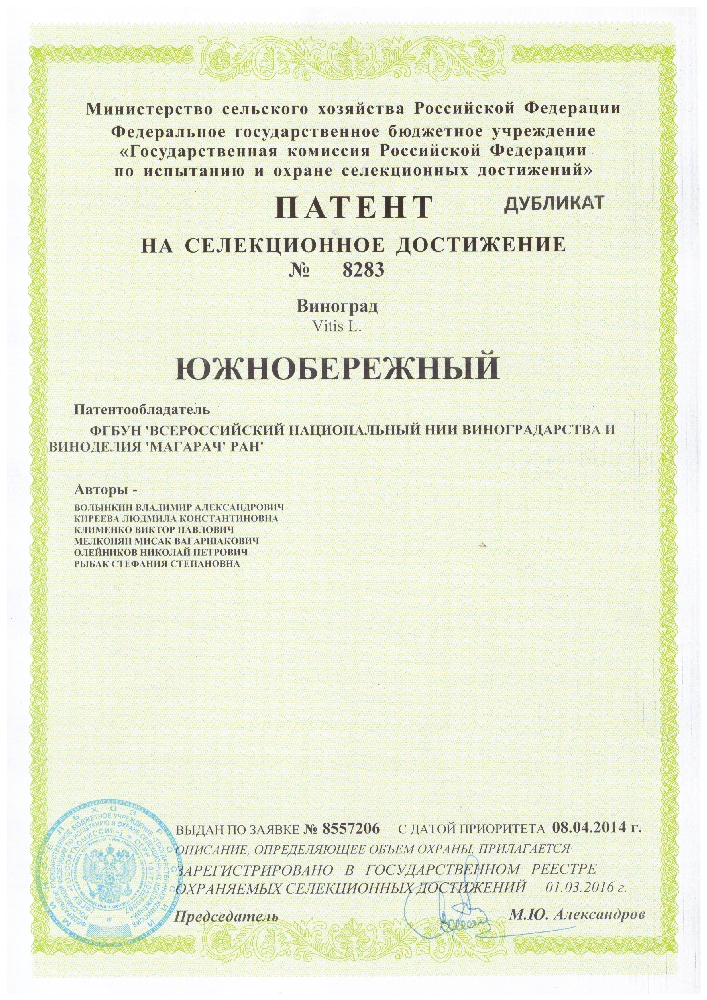 Министерство сельского хозяйства Российской Федерации
Федеральное государственное бюджетное учреждение
«Государственная комиссия Российской Федерации
по испытанию и охране селекционных достижений»
ПАТЕНТ
ДУБЛИКАТ
НА СЕЛЕКЦИОННОЕ ДОСТИЖЕНИЕ
№ 8283
Виноград
Vitis L.
ЮЖНОБЕРЕЖНЫЙ
Патентообладатель
ФГБУН 'ВСЕРОССИЙСКИЙ НАЦИОНАЛЬНЫЙ НИИ ВИНОГРАДАРСТВА И
ВИНОДЕЛИЯ 'МАГАРАЧ' РАН'
Авторы -
ВОЛЫНКИН ВЛАДИМИР АЛЕКСАНДРОВИЧ
КИРЕЕВА ЛЮДМИЛА КОНСТАНТИНОВНА
КЛИМЕНКО ВИКТОР ПАВЛОВИЧ
МЕЛКОНЯН МИСАК ВАГАРШАКОВИЧ
ОЛЕЙНИКОВ НИКОЛАЙ ПЕТРОВИЧ
РЫБАК СТЕФАНИЯ СТЕПАНОВНА
ВЫДАН ПО ЗАЯВКЕ № 8557206 С ДАТОЙ ПРИОРИТЕТА 08.04.2014 г.
ОПИСАНИЕ, ОПРЕДЕЛЯЮЩЕЕ ОБЪЕМ ОХРАНЫ, ПРИЛАГАЕТСЯ
ЗАРЕГИСТРИРОВАНО В ГОСУДАРСТВЕННОМ РЕЕСТРЕ
ОХРАНЯЕМЫХ СЕЛЕКЦИОННЫХ ДОСТИЖЕНИЙ 01.03.2016 г.
Председатель М.Ю. Александров